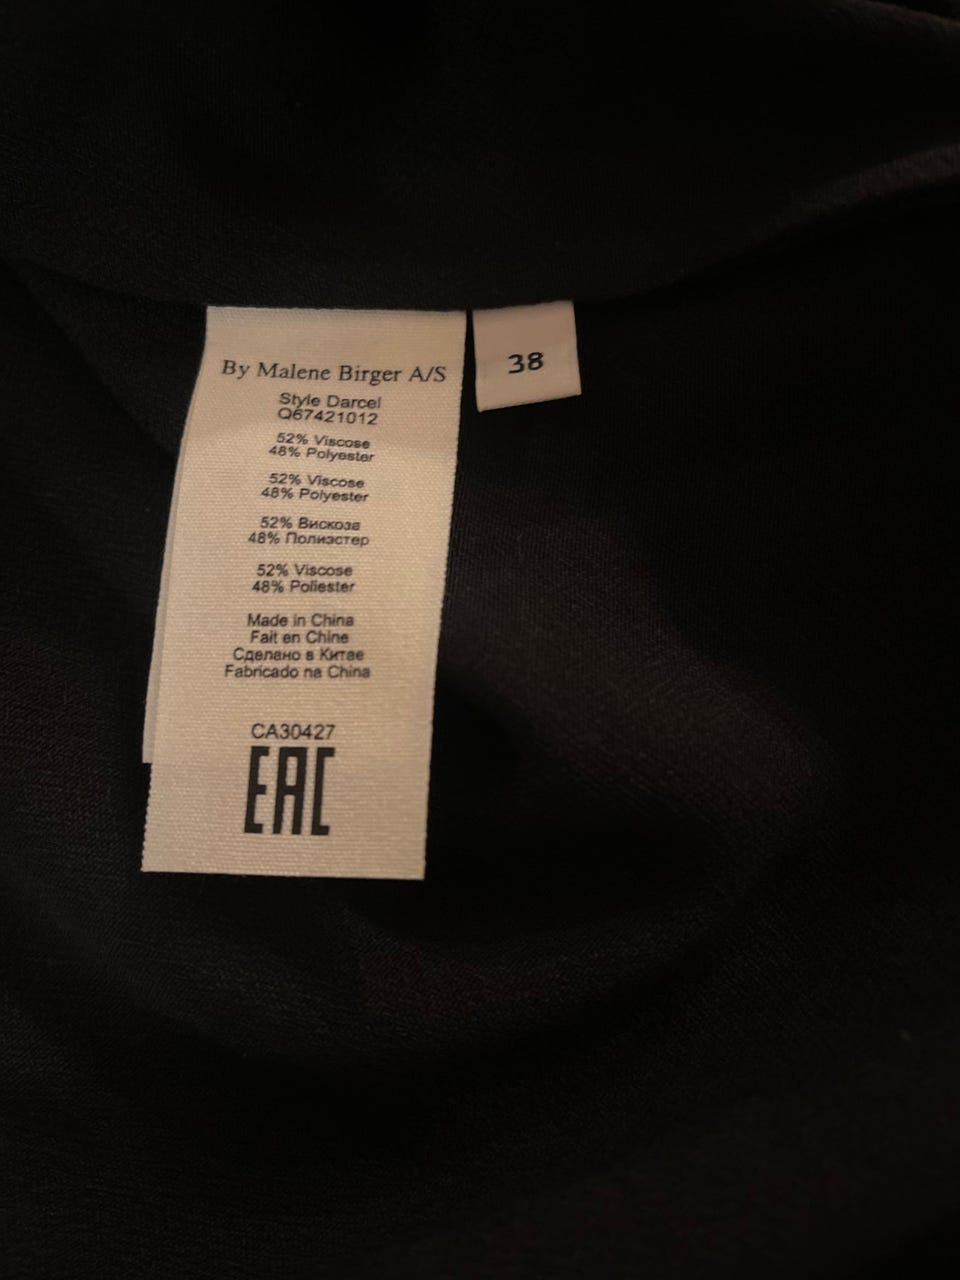 By Malene Birger A/S
Style Darcel
Q67421012
52% Viscose
48% Polyester
52% Viscose
48% Polyester
52% Вискоза
48% Полиэстер
52% Viscose
48% Poliester
Made in China
Fait en Chine
Сделано в Китае
Fabricado na China
CA30427
EAC
38